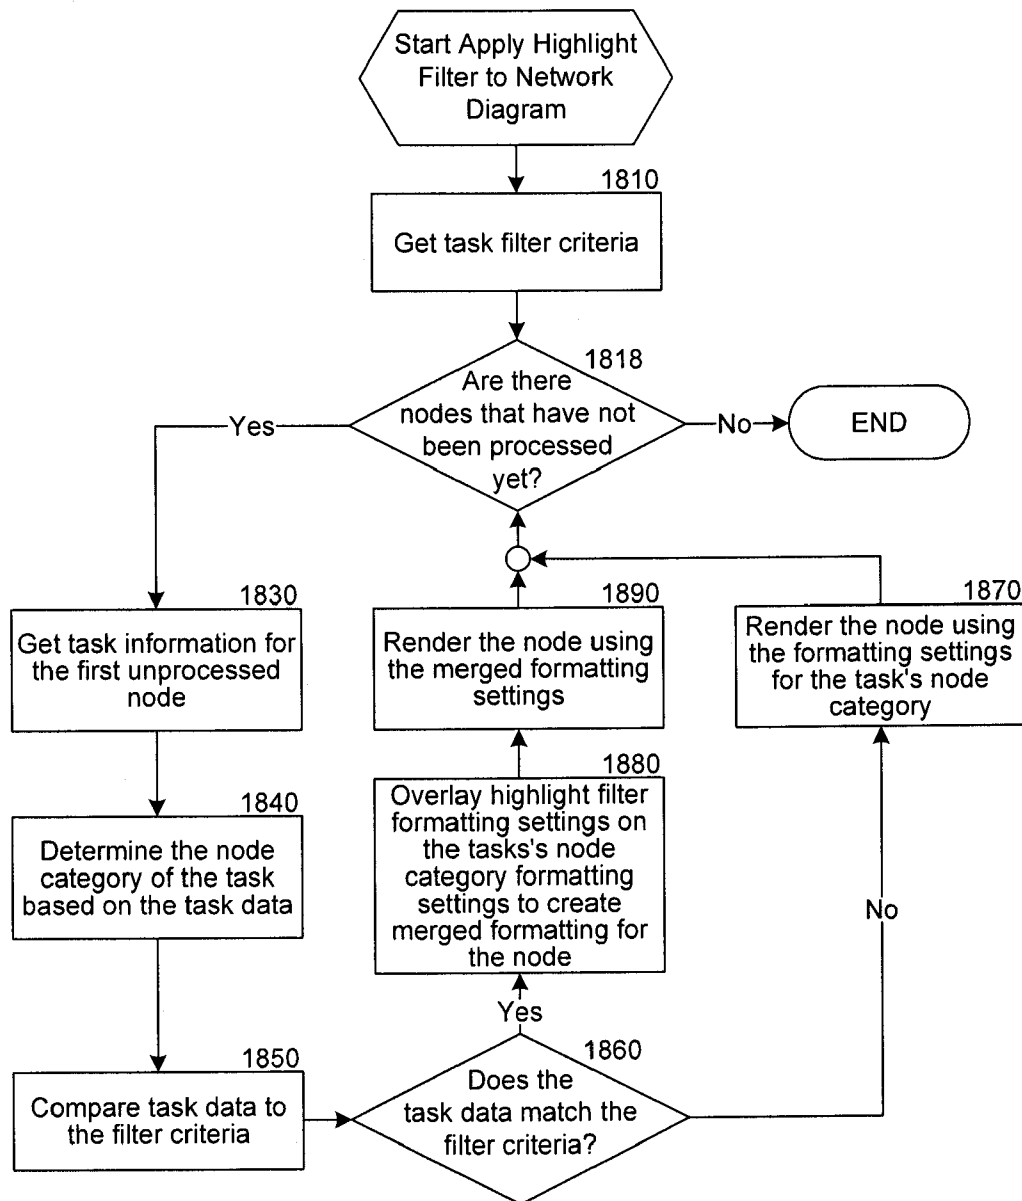 Start Apply Highlight
Filter to Network
Diagram
1810
Get task filter criteria
1818
Are there
nodes that have not
been processed
yet?
Yes
No
END
1830
Get task information for
the first unprocessed
node
1840
Determine the node
category of the task
based on the task data
1850
Compare task data to
the filter criteria
1860
Does the
task data match the
filter criteria?
Yes
No
1880
Overlay highlight filter
formatting settings on
the tasks's node
category formatting
settings to create
merged formatting for
the node
1890
Render the node using
the merged formatting
settings
1870
Render the node using
the formatting settings
for the task's node
category